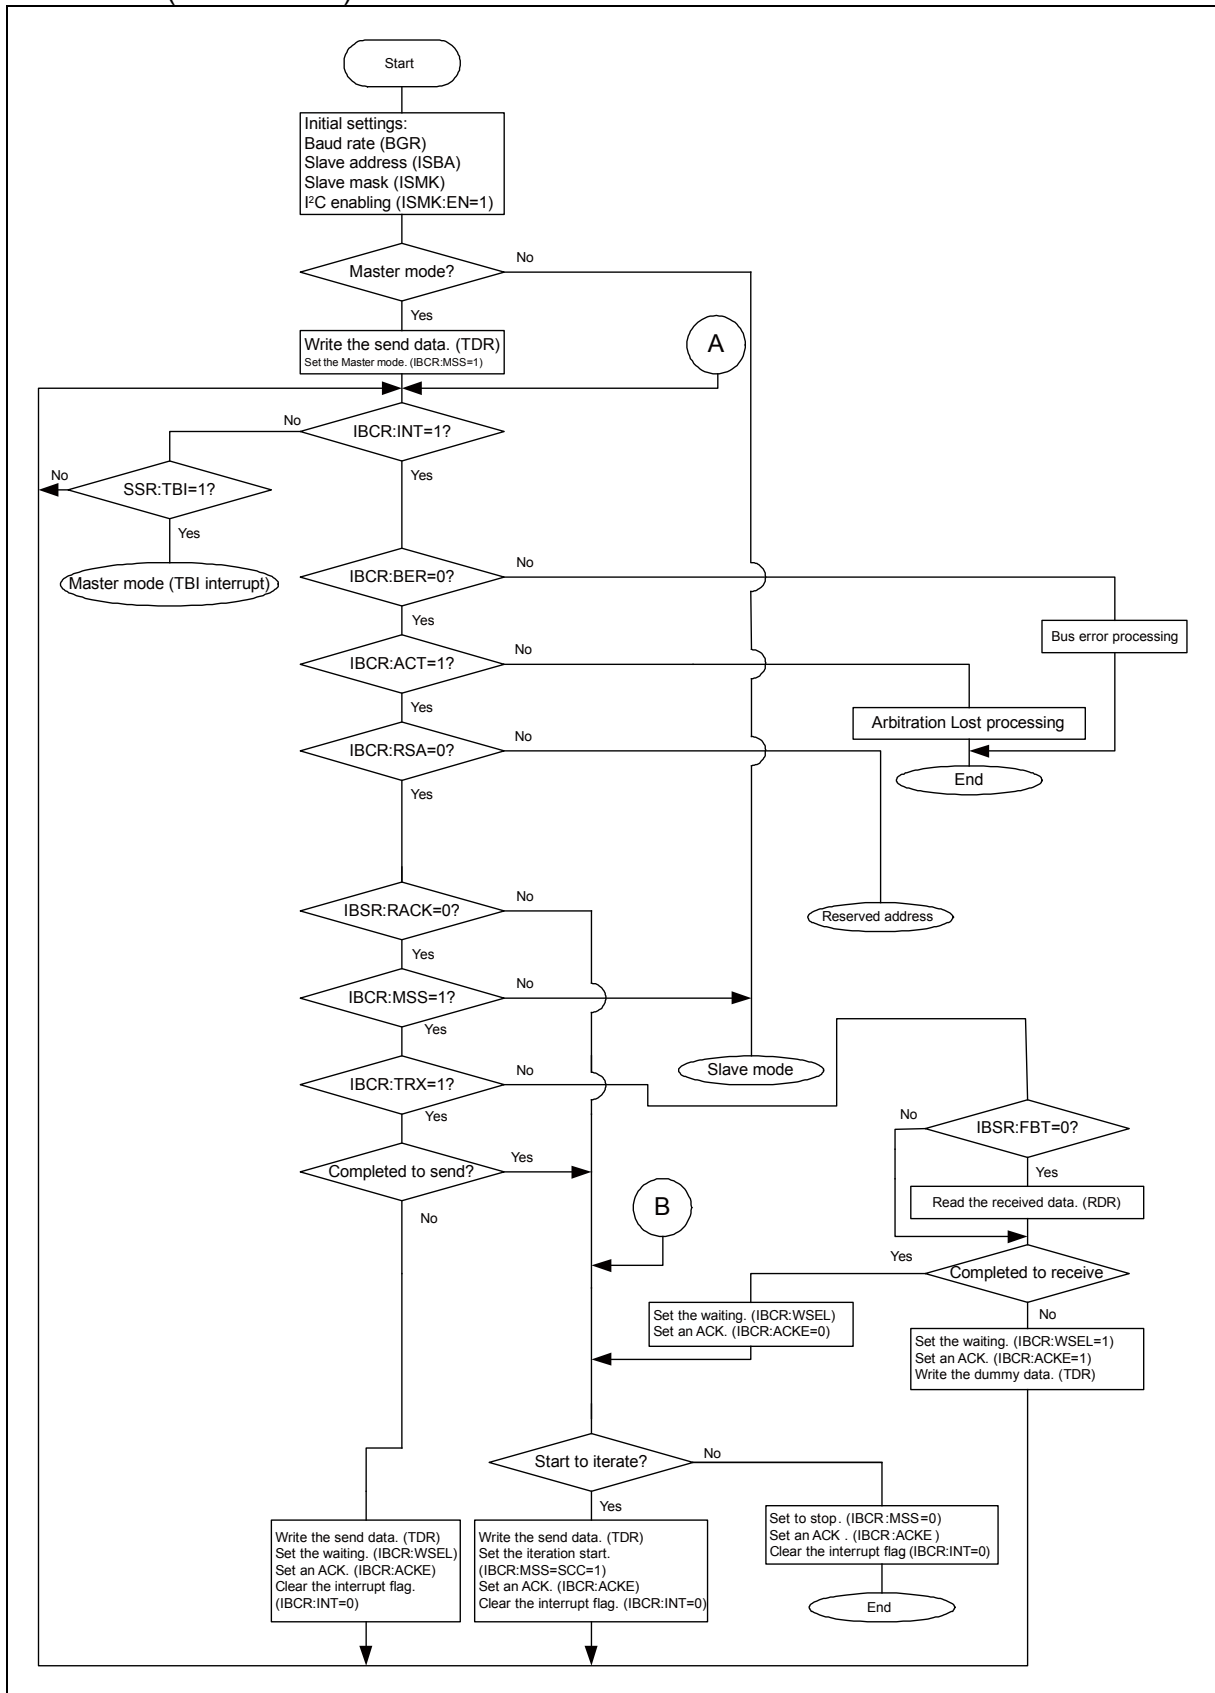 Start
Initial settings:
Baud rate (BGR)
Slave address (ISBA)
Slave mask (ISMK)
I²C enabling (ISMK:EN=1)
Master mode?
No
Yes
Write the send data. (TDR)
Set the Master mode. (IBCR:MSS=1)
A
IBCR:INT=1?
No
Yes
SSR:TBI=1?
No
Yes
Master mode (TBI interrupt)
IBCR:BER=0?
No
Yes
Bus error processing
IBCR:ACT=1?
No
Yes
Arbitration Lost processing
End
IBCR:RSA=0?
No
Yes
Reserved address
IBSR:RACK=0?
No
Yes
IBCR:MSS=1?
No
Yes
Slave mode
IBCR:TRX=1?
No
Yes
IBSR:FBT=0?
No
Yes
Read the received data. (RDR)
Completed to send?
Yes
No
B
Completed to receive
Yes
No
Set the waiting. (IBCR:WSEL)
Set an ACK. (IBCR:ACKE=0)
Set the waiting. (IBCR:WSEL=1)
Set an ACK. (IBCR:ACKE=1)
Write the dummy data. (TDR)
Start to iterate?
No
Yes
Write the send data. (TDR)
Set the waiting. (IBCR:WSEL)
Set an ACK. (IBCR:ACKE)
Clear the interrupt flag.
(IBCR:INT=0)
Write the send data. (TDR)
Set the iteration start.
(IBCR:MSS=SCC=1)
Set an ACK. (IBCR:ACKE)
Clear the interrupt flag. (IBCR:INT=0)
Set to stop. (IBCR:MSS=0)
Set an ACK . (IBCR:ACKE )
Clear the interrupt flag (IBCR:INT=0)
End